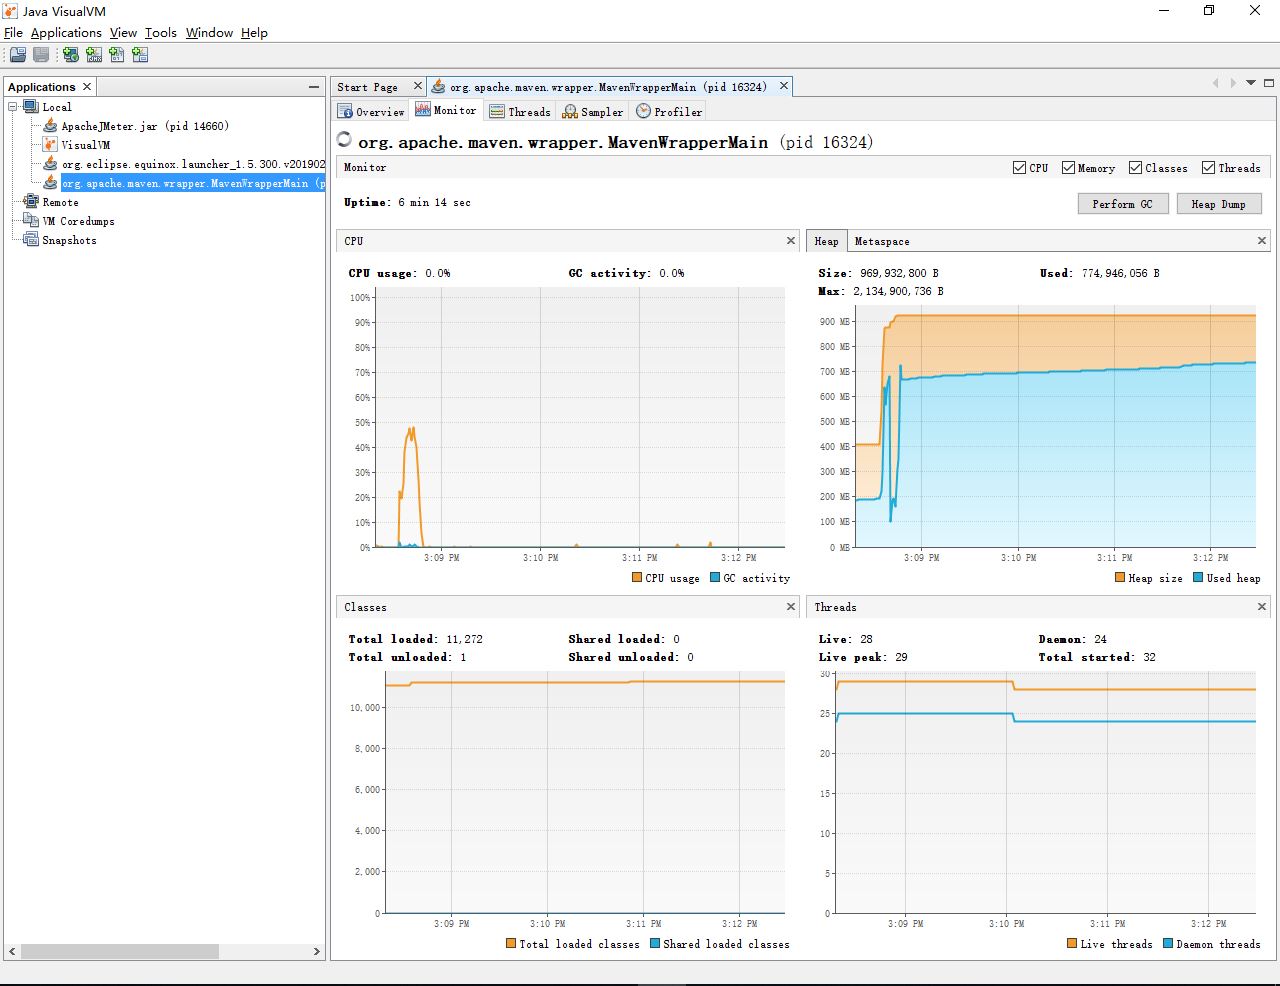 Java VisualVM
File Applications View Tools Window Help
Applications
Local
ApacheJMeter.jar (pid 14660)
VisualVM
org.eclipse.equinox.launcher_1.5.300.v201902
org.apache.maven.wrapper.MavenWrapperMain (p
Remote
VM Coredumps
Snapshots
Start Page
org.apache.maven.wrapper.MavenWrapperMain (pid 16324)
Overview Monitor Threads Sampler Profiler
org.apache.maven.wrapper.MavenWrapperMain (pid 16324)
Monitor
CPU Memory Classes Threads
Uptime: 6 min 14 sec
Perform GC Heap Dump
CPU
CPU usage: 0.0% GC activity: 0.0%
100%
90%
80%
70%
60%
50%
40%
30%
20%
10%
0%
3:09 PM 3:10 PM 3:11 PM 3:12 PM
CPU usage GC activity
Heap Metaspace
Size: 969,932,800 B Used: 774,946,056 B
Max: 2,134,900,736 B
900 MB
800 MB
700 MB
600 MB
500 MB
400 MB
300 MB
200 MB
100 MB
0 MB
3:09 PM 3:10 PM 3:11 PM 3:12 PM
Heap size Used heap
Classes
Total loaded: 11,272 Shared loaded: 0
Total unloaded: 1 Shared unloaded: 0
10,000
8,000
6,000
4,000
2,000
0
3:09 PM 3:10 PM 3:11 PM 3:12 PM
Total loaded classes Shared loaded classes
Threads
Live: 28 Daemon: 24
Live peak: 29 Total started: 32
30
25
20
15
10
5
0
3:09 PM 3:10 PM 3:11 PM 3:12 PM
Live threads Daemon threads